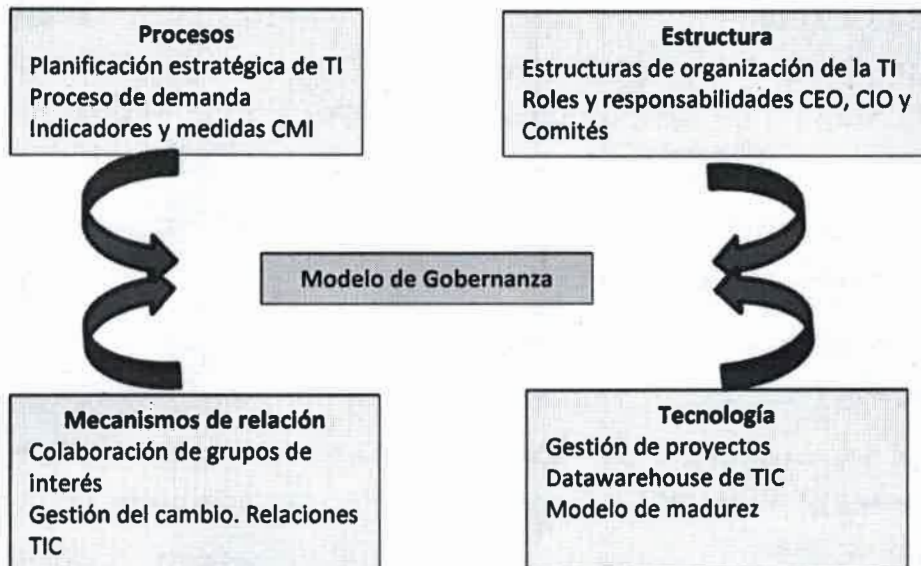 Procesos
Planificación estratégica de TI
Proceso de demanda
Indicadores y medidas CMI
Estructura
Estructuras de organización de la TI
Roles y responsabilidades CEO, CIO y
Comités
Modelo de Gobernanza
Mecanismos de relación
Colaboración de grupos de
interés
Gestión del cambio. Relaciones
TIC
Tecnología
Gestión de proyectos
Datawarehouse de TIC
Modelo de madurez